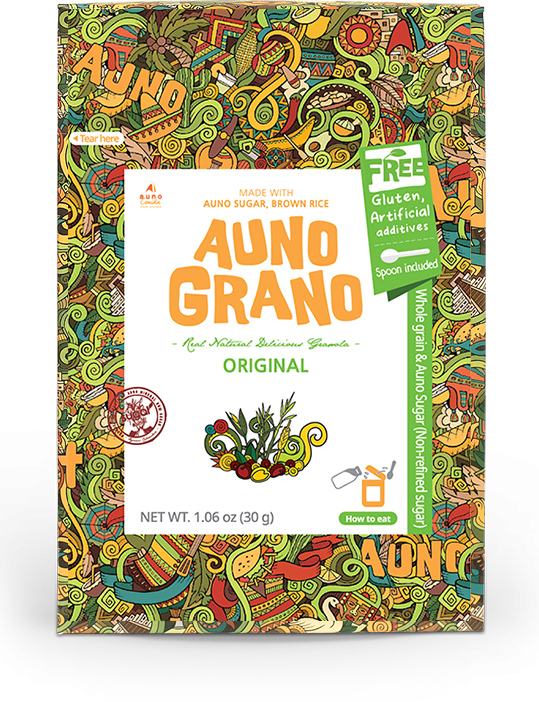 AUNO
Tear here
a.uno
MADE WITH
AUNO SUGAR, BROWN RICE
AUNO
GRANO
- Real Natural Delicious Granola -
ORIGINAL
FREE
Gluten,
Artificial
additives
Spoon included
Whole grain & Auno Sugar (Non-refined sugar)
sugar
NET WT. 1.06 oz (30 g)
How to eat
AUNO